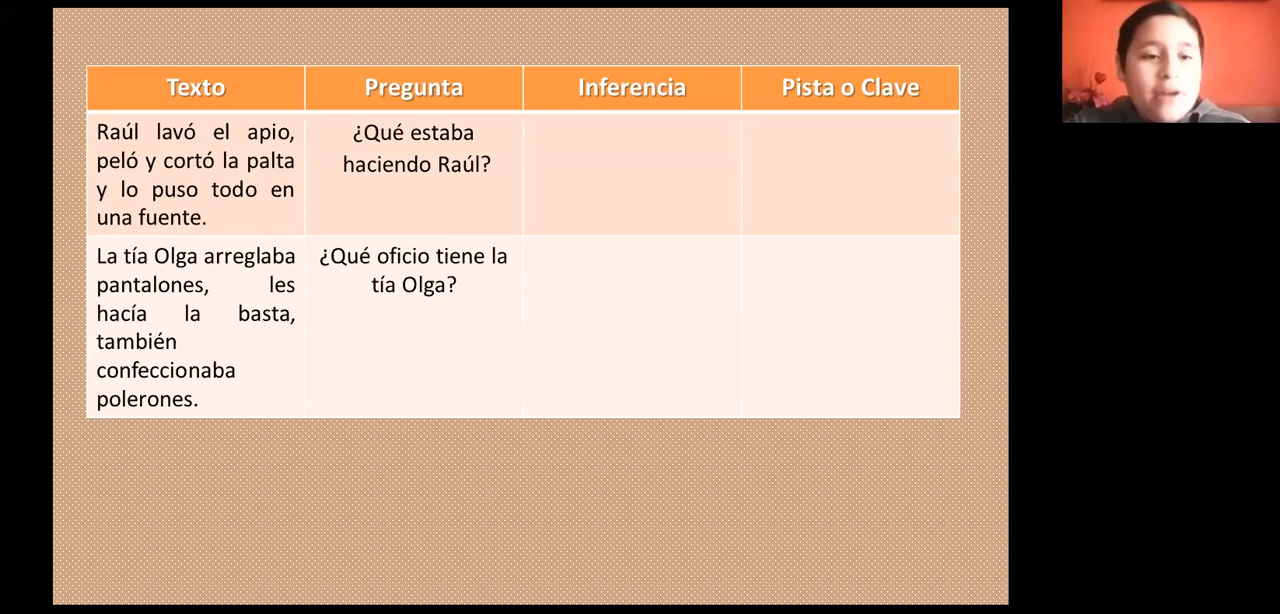 Texto
Pregunta
Inferencia
Pista o Clave
Raúl lavó el apio,
peló y cortó la palta
y lo puso todo en
una fuente.
¿Qué estaba
haciendo Raúl?
La tía Olga arreglaba
pantalones, les
hacía la basta,
también
confeccionaba
polerones.
¿Qué oficio tiene la
tía Olga?